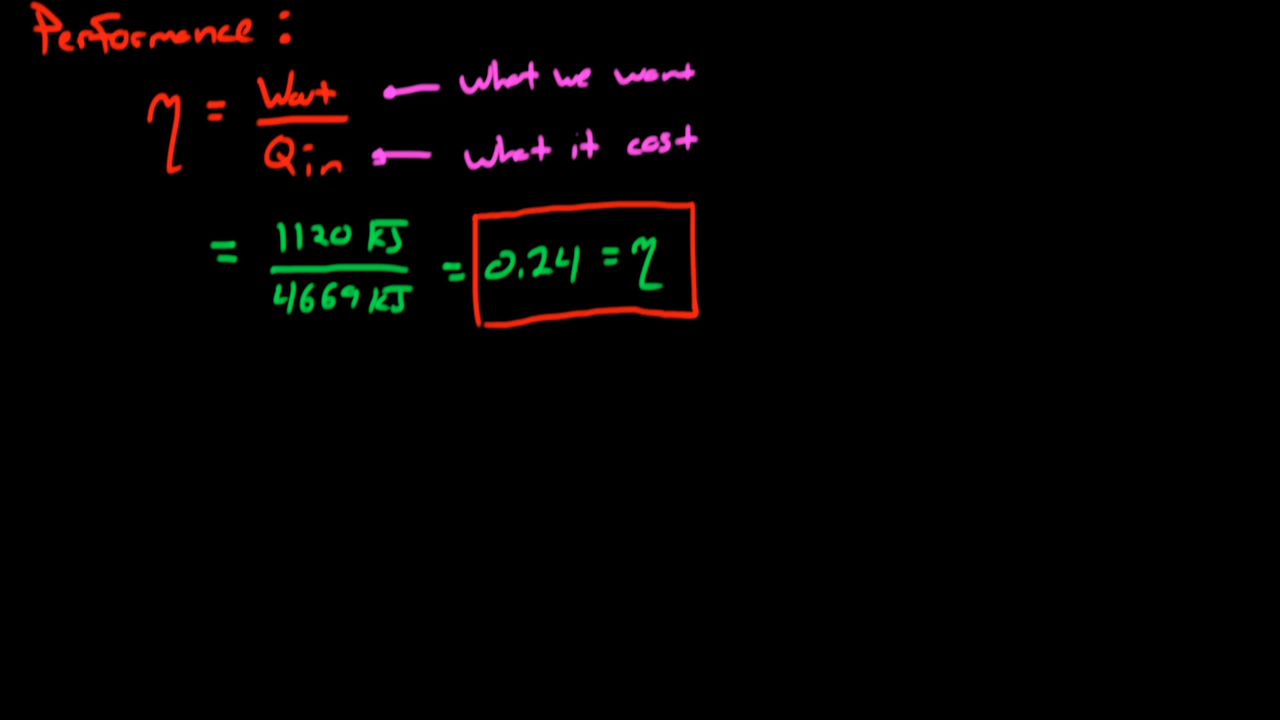 Performance:
η = Wout / Qin ← what we want
← what it cost
= 1120 kJ / 4669 kJ = 0.24 = η